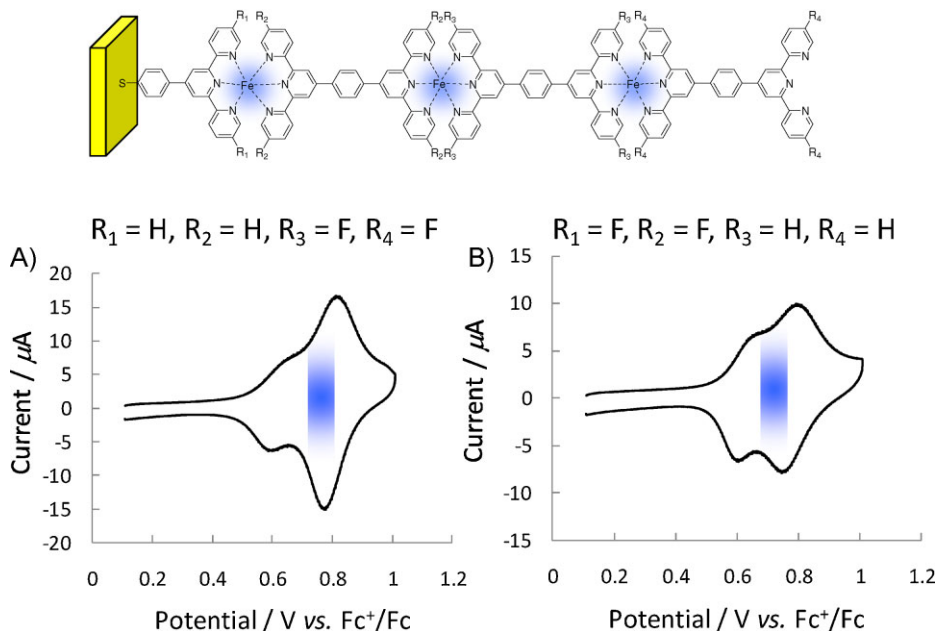 R₁ R₂ R₂ R₃ R₃ R₄ R₄
N N N N N N N
S N Fe N N Fe N N Fe N N
N N N N N N N
R₁ R₂ R₂ R₃ R₃ R₄ R₄
R₁ = H, R₂ = H, R₃ = F, R₄ = F
A)
Current / µA
20
15
10
5
0
-5
-10
-15
-20
0 0.2 0.4 0.6 0.8 1 1.2
Potential / V vs. Fc⁺/Fc
R₁ = F, R₂ = F, R₃ = H, R₄ = H
B)
Current / µA
15
10
5
0
-5
-10
-15
0 0.2 0.4 0.6 0.8 1 1.2
Potential / V vs. Fc⁺/Fc